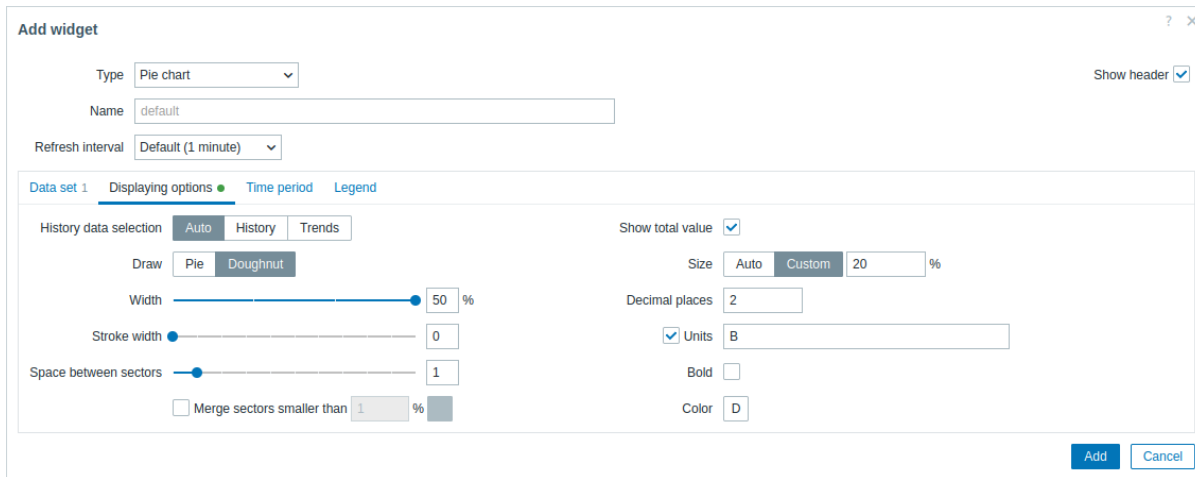 Add widget
?
Type Pie chart Show header
Name default
Refresh interval Default (1 minute)
Data set 1 Displaying options Time period Legend
History data selection Auto History Trends Show total value
Draw Pie Doughnut Size Auto Custom 20 %
Width 50 % Decimal places 2
Stroke width 0 Units B
Space between sectors 1 Bold
Merge sectors smaller than 1 % Color D
Add Cancel